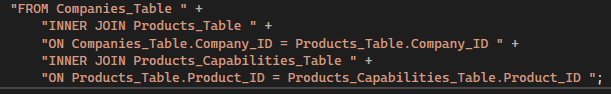 "FROM Companies_Table " +
"INNER JOIN Products_Table " +
"ON Companies_Table.Company_ID = Products_Table.Company_ID " +
"INNER JOIN Products_Capabilities_Table " +
"ON Products_Table.Product_ID = Products_Capabilities_Table.Product_ID ";